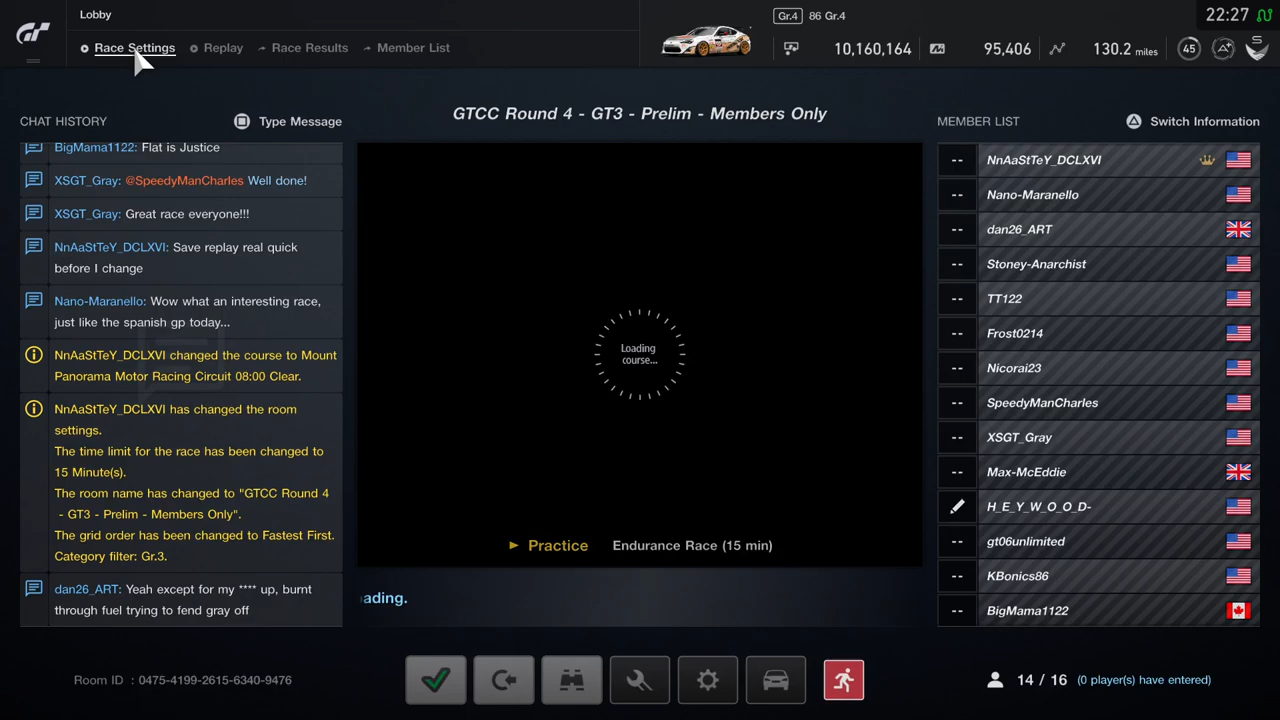 Lobby
Race Settings
Replay
Race Results
Member List
Gr.4
86 Gr.4
10,160,164
95,406
130.2 miles
22:27
45
S
CHAT HISTORY
Type Message
BigMama1122: Flat is Justice
XSGT_Gray: @SpeedyManCharles Well done!
XSGT_Gray: Great race everyone!!!
NnAaStTeY_DCLXVI: Save replay real quick
before I change
Nano-Maranello: Wow what an interesting race,
just like the spanish gp today...
NnAaStTeY_DCLXVI changed the course to Mount
Panorama Motor Racing Circuit 08:00 Clear.
NnAaStTeY_DCLXVI has changed the room
settings.
The time limit for the race has been changed to
15 Minute(s).
The room name has changed to "GTCC Round 4
- GT3 - Prelim - Members Only".
The grid order has been changed to Fastest First.
Category filter: Gr.3.
dan26_ART: Yeah except for my **** up, burnt
through fuel trying to fend gray off
GTCC Round 4 - GT3 - Prelim - Members Only
Loading
course...
Practice
Endurance Race (15 min)
ading.
MEMBER LIST
Switch Information
-- NnAaStTeY_DCLXVI
-- Nano-Maranello
-- dan26_ART
-- Stoney-Anarchist
-- TT122
-- Frost0214
-- Nicorai23
-- SpeedyManCharles
-- XSGT_Gray
-- Max-McEddie
H_E_Y_W_O_O_D-
-- gt06unlimited
-- KBonics86
-- BigMama1122
Room ID : 0475-4199-2615-6340-9476
14 / 16 (0 player(s) have entered)